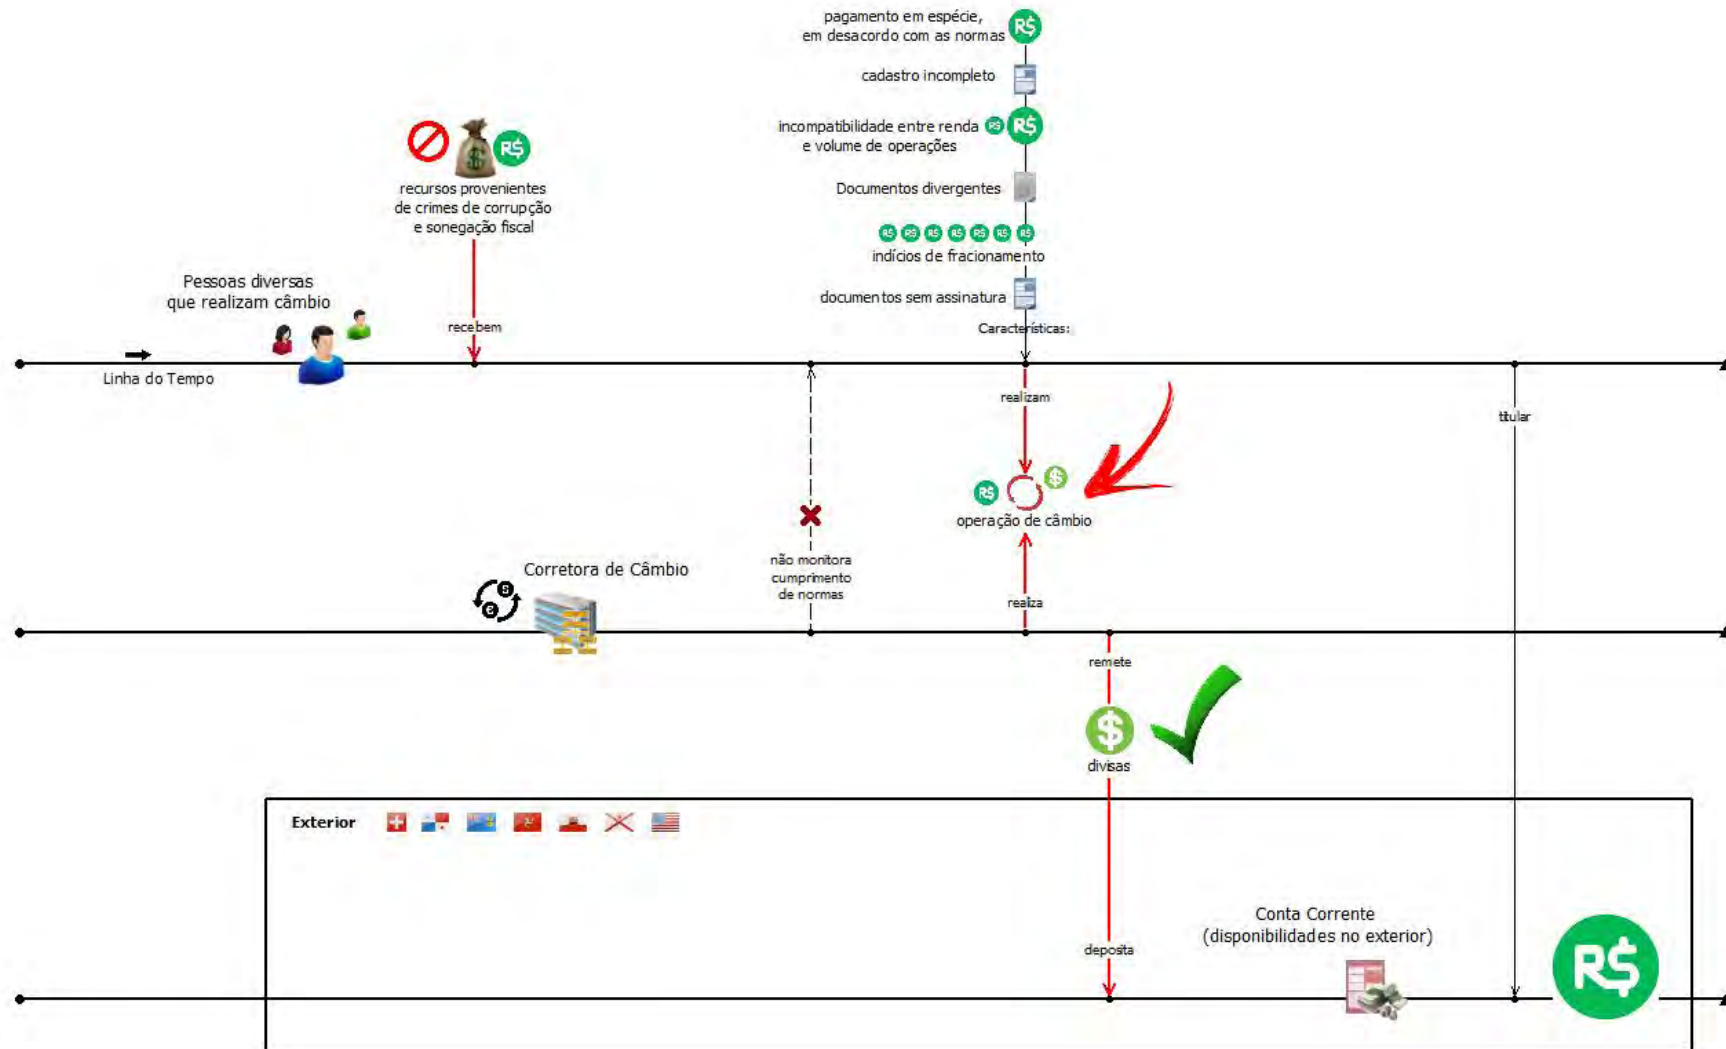 pagamento em espécie,
em desacordo com as normas
R$
cadastro incompleto
incompatibilidade entre renda
e volume de operações
R$ R$
Documentos divergentes
R$ R$ R$ R$ R$ R$ R$
indícios de fracionamento
documentos sem assinatura
Características:
R$
recursos provenientes
de crimes de corrupção
e sonegação fiscal
recebem
Pessoas diversas
que realizam câmbio
Linha do Tempo
realizam
titular
R$ $
operação de câmbio
não monitora
cumprimento
de normas
Corretora de Câmbio
realiza
remete
$
divisas
Exterior
deposita
Conta Corrente
(disponibilidades no exterior)
R$